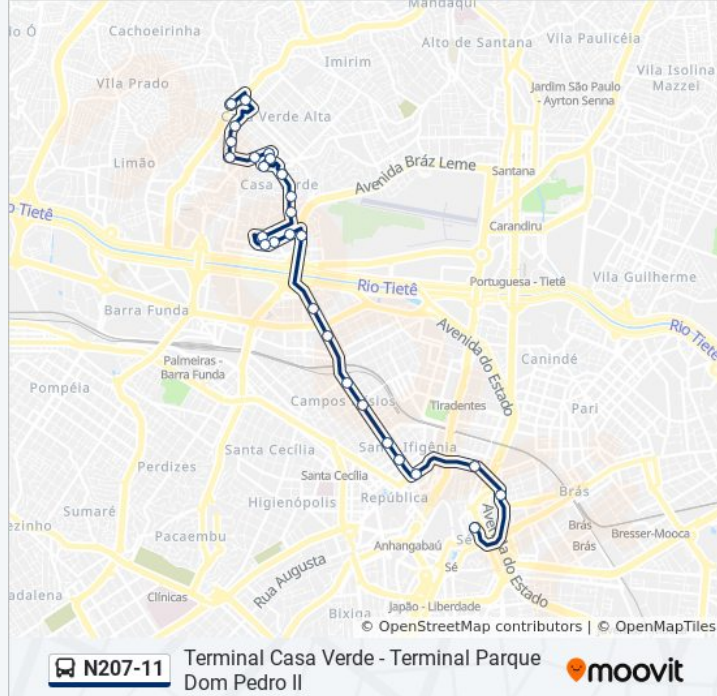 Mandaqui
Cachoeirinha
io Ó
Alto de Santana
Vila Paulicéia
Imirim
Vila Isolina
Mazzei
VIla Prado
Jardim São Paulo
- Ayrton Senna
Verde Alta
Limão
Avenida Bráz Leme
Santana
Casa Verde
o Tietê
Carandiru
Rio Tietê
Portuguesa - Tietê
Vila Guilherme
Barra Funda
Avenida do Estado
Rio Tietê
Palmeiras -
Barra Funda
Canindé
Pompéia
Campos Elísios
Tiradentes
Pari
Santa Cecília
Santa Ifigênia
Perdizes
Santa Cecília
República
Brás
Higienópolis
Sumaré
Avenida do Estado
Brás
Brás
Bresser-Mooca
ezinho
Pacaembu
Anhangabaú
Sé
Sé
Rua Augusta
adalena
Clínicas
Japão - Liberdade
Bixiga
© OpenStreetMap contributors | © OpenMapTiles
N207-11
Terminal Casa Verde - Terminal Parque
Dom Pedro II
moovit